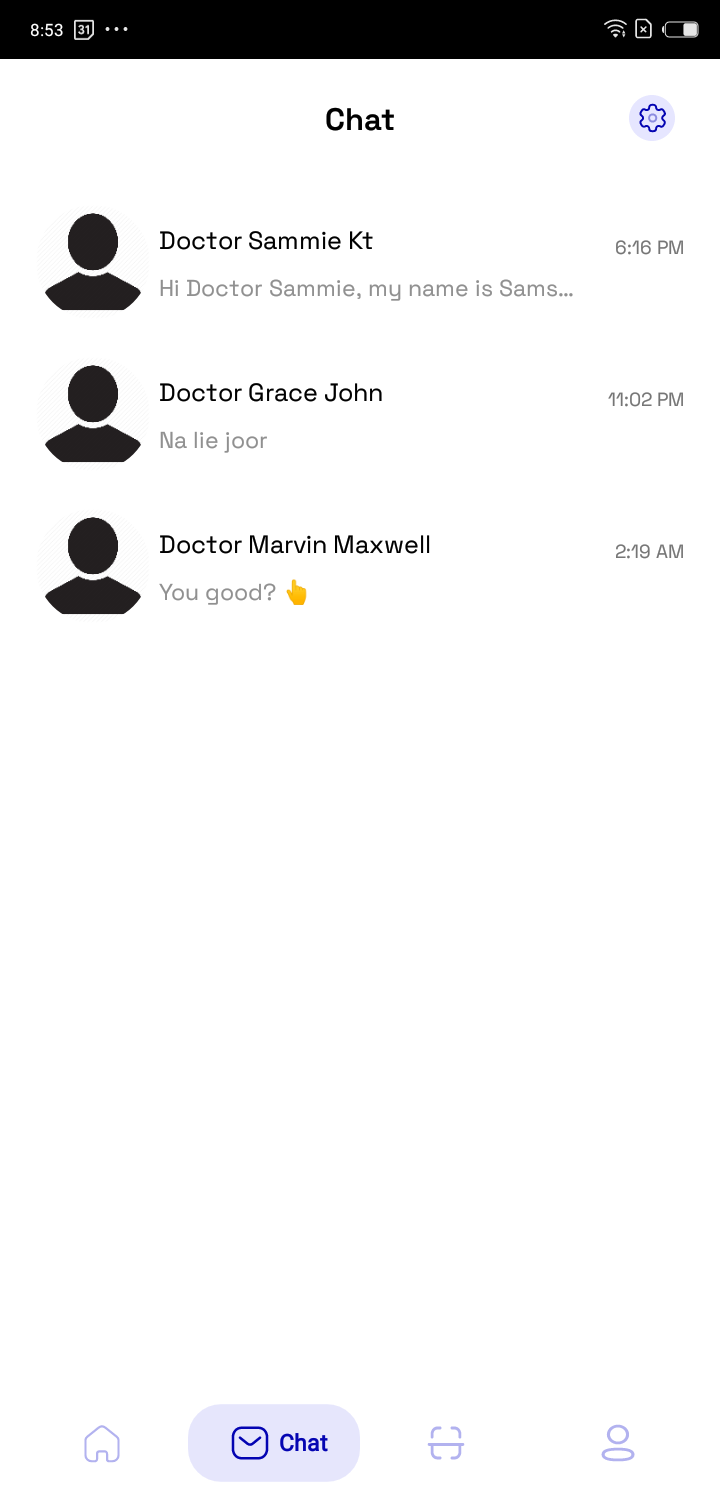 8:53 31
Chat
Doctor Sammie Kt
6:16 PM
Hi Doctor Sammie, my name is Sams...
Doctor Grace John
11:02 PM
Na lie joor
Doctor Marvin Maxwell
2:19 AM
You good? 👆
Chat